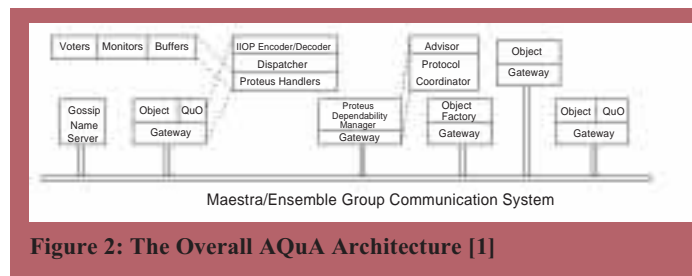 Voters Monitors Buffers
IIOP Encoder/Decoder
Dispatcher
Proteus Handlers
Advisor
Protocol
Coordinator
Object
Gateway
Gossip
Name
Server
Object QuO
Gateway
Proteus
Dependability
Manager
Gateway
Object
Factory
Gateway
Object QuO
Gateway
Maestra/Ensemble Group Communication System
Figure 2: The Overall AQuA Architecture [1]